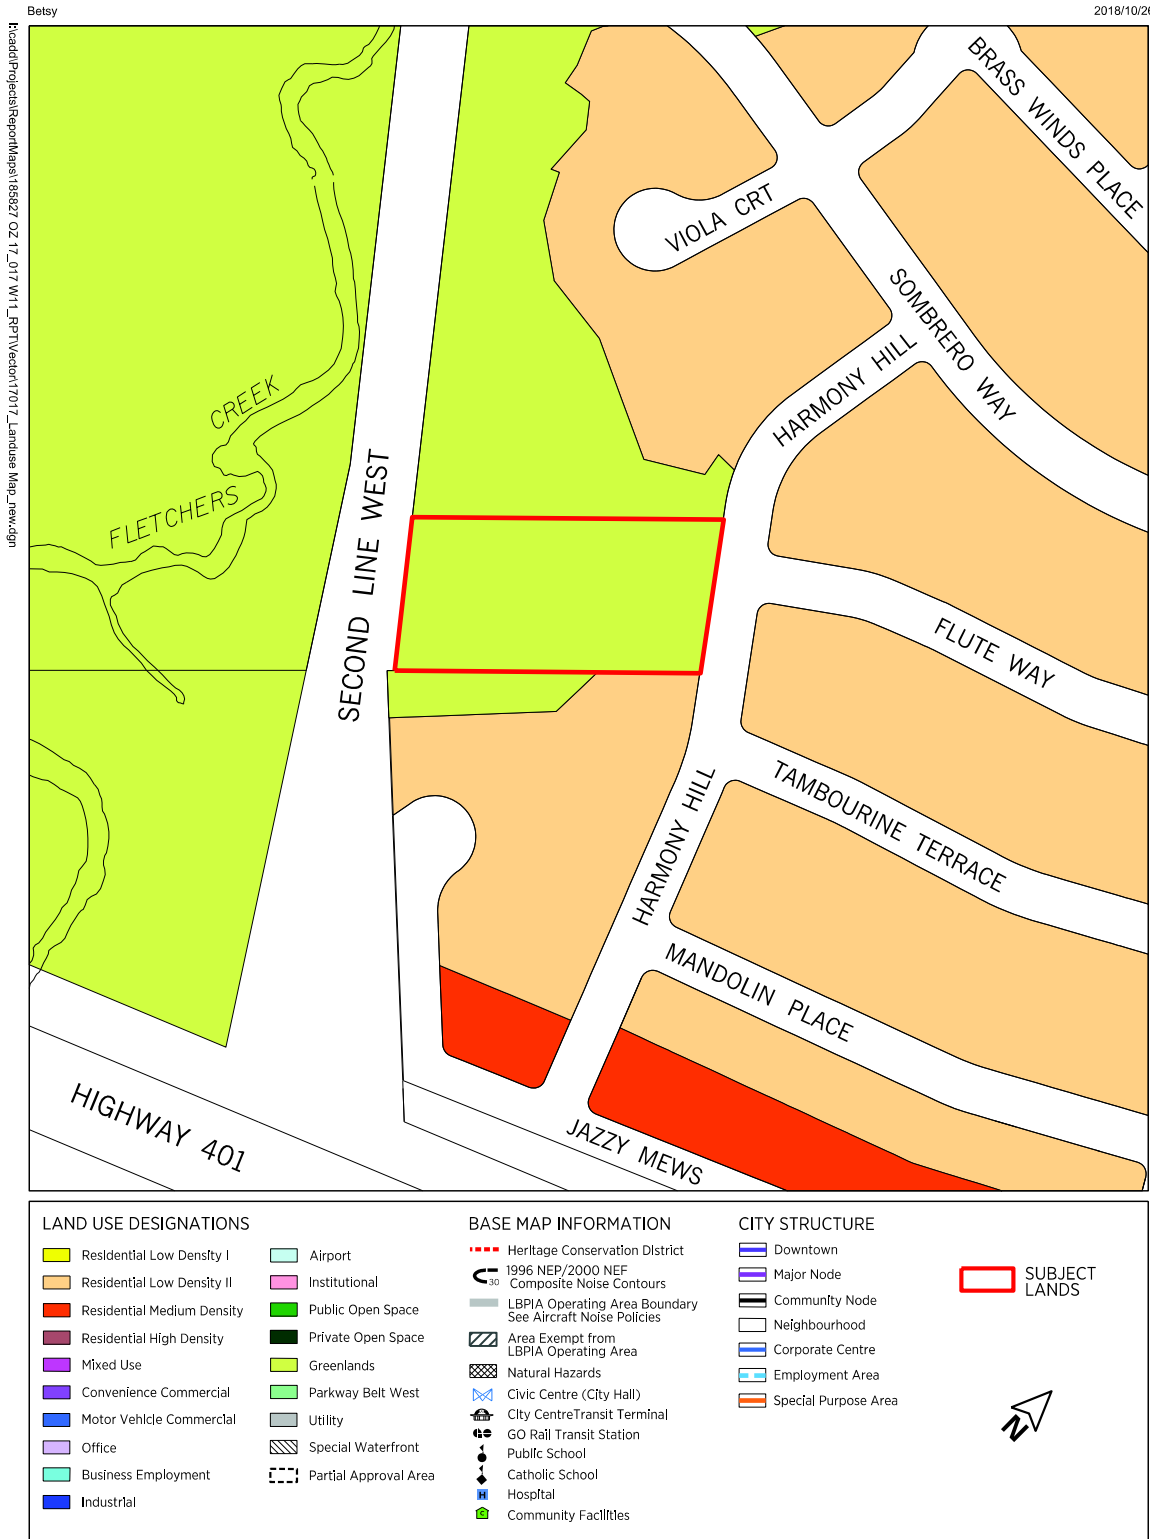 Betsy
2018/10/26
I:\cadd\Projects\ReportMaps\185827 OZ 17_017 W11_RPT\Vector\17017_Landuse Map_new.dgn
BRASS WINDS PLACE
VIOLA CRT
SOMBRERO WAY
HARMONY HILL
CREEK
FLETCHERS
SECOND LINE WEST
FLUTE WAY
TAMBOURINE TERRACE
HARMONY HILL
MANDOLIN PLACE
HIGHWAY 401
JAZZY MEWS
LAND USE DESIGNATIONS
Residential Low Density I
Residential Low Density II
Residential Medium Density
Residential High Density
Mixed Use
Convenience Commercial
Motor Vehicle Commercial
Office
Business Employment
Industrial
Airport
Institutional
Public Open Space
Private Open Space
Greenlands
Parkway Belt West
Utility
Special Waterfront
Partial Approval Area
BASE MAP INFORMATION
Heritage Conservation District
30
1996 NEP/2000 NEF
Composite Noise Contours
LBPIA Operating Area Boundary
See Aircraft Noise Policies
Area Exempt from
LBPIA Operating Area
Natural Hazards
Civic Centre (City Hall)
City CentreTransit Terminal
GO Rail Transit Station
Public School
Catholic School
H
Hospital
C
Community Facilities
CITY STRUCTURE
Downtown
Major Node
Community Node
Neighbourhood
Corporate Centre
Employment Area
Special Purpose Area
SUBJECT
LANDS
N